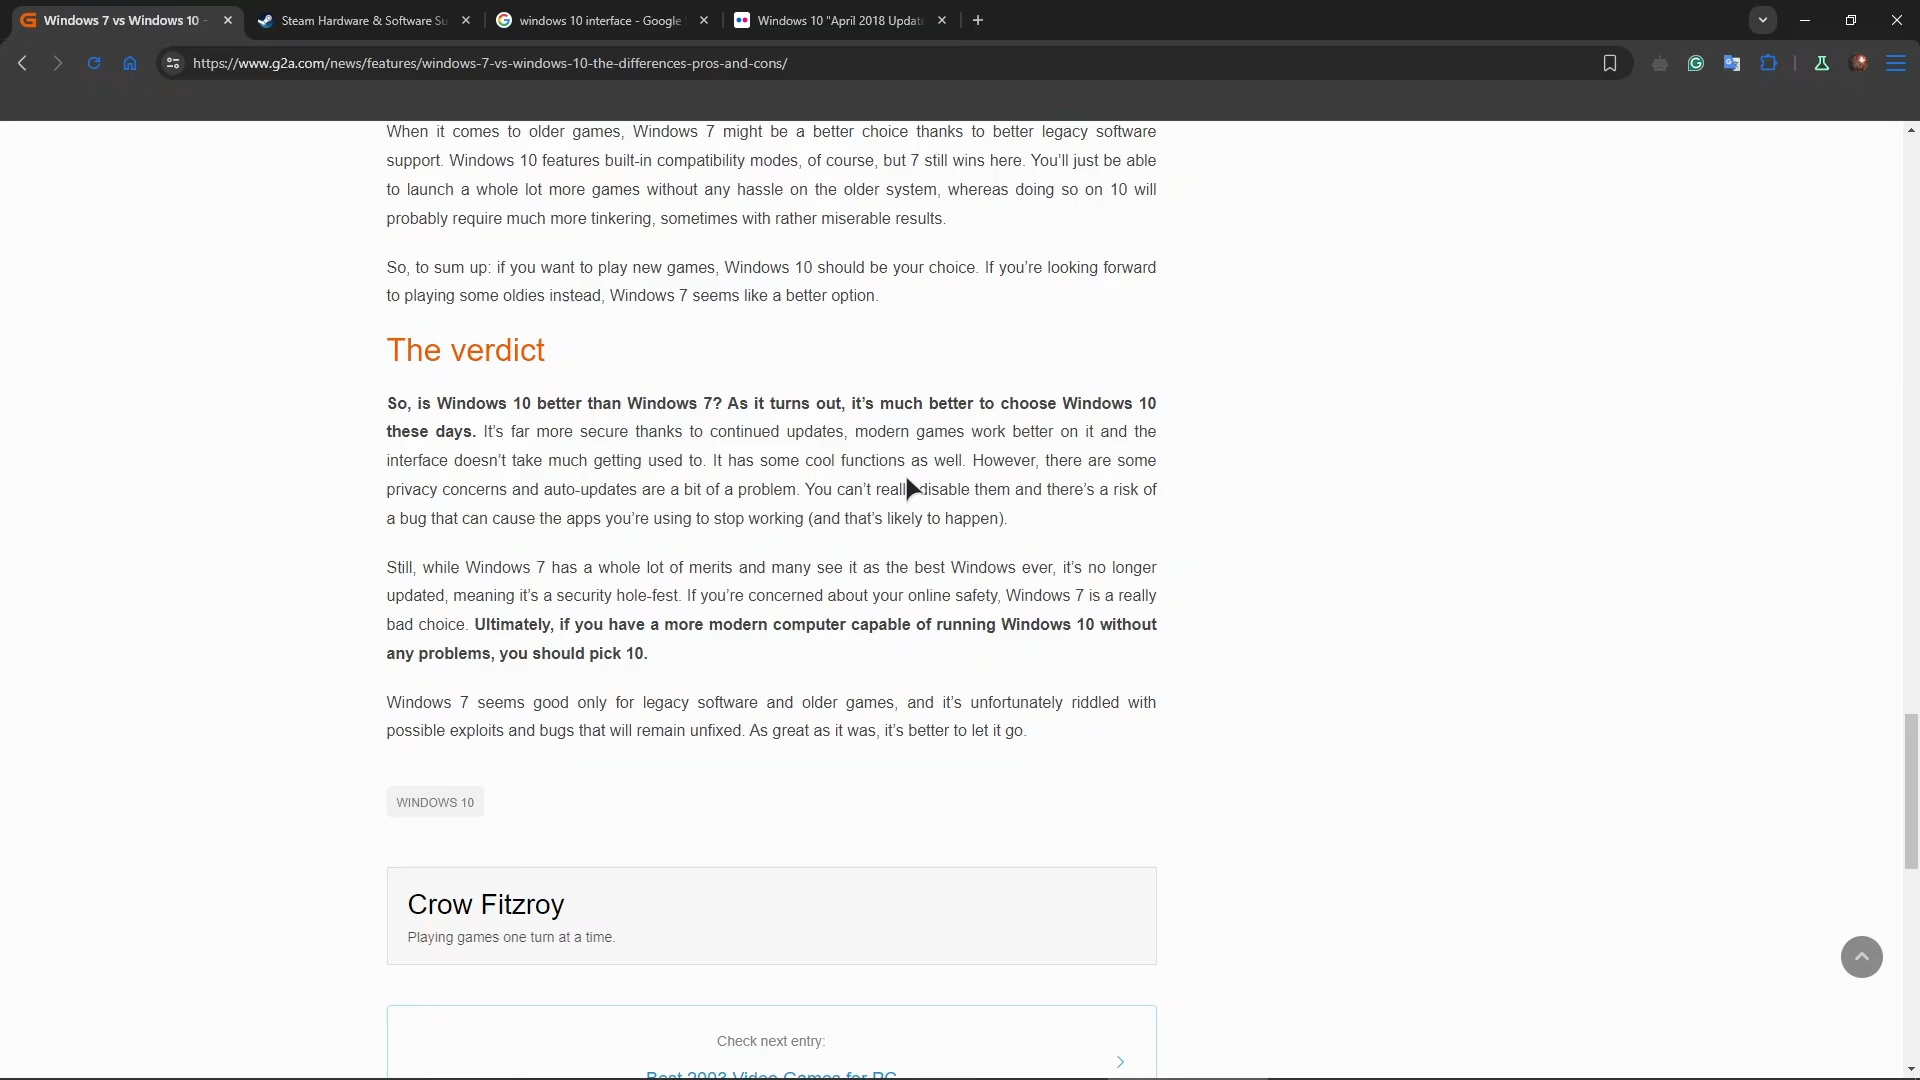 Windows 7 vs Windows 10 -
Steam Hardware & Software Su
windows 10 interface - Google
Windows 10 "April 2018 Updat
https://www.g2a.com/news/features/windows-7-vs-windows-10-the-differences-pros-and-cons/
When it comes to older games, Windows 7 might be a better choice thanks to better legacy software
support. Windows 10 features built-in compatibility modes, of course, but 7 still wins here. You’ll just be able
to launch a whole lot more games without any hassle on the older system, whereas doing so on 10 will
probably require much more tinkering, sometimes with rather miserable results.
So, to sum up: if you want to play new games, Windows 10 should be your choice. If you’re looking forward
to playing some oldies instead, Windows 7 seems like a better option.
The verdict
So, is Windows 10 better than Windows 7? As it turns out, it’s much better to choose Windows 10
these days. It’s far more secure thanks to continued updates, modern games work better on it and the
interface doesn’t take much getting used to. It has some cool functions as well. However, there are some
privacy concerns and auto-updates are a bit of a problem. You can’t really disable them and there’s a risk of
a bug that can cause the apps you’re using to stop working (and that’s likely to happen).
Still, while Windows 7 has a whole lot of merits and many see it as the best Windows ever, it’s no longer
updated, meaning it’s a security hole-fest. If you’re concerned about your online safety, Windows 7 is a really
bad choice. Ultimately, if you have a more modern computer capable of running Windows 10 without
any problems, you should pick 10.
Windows 7 seems good only for legacy software and older games, and it’s unfortunately riddled with
possible exploits and bugs that will remain unfixed. As great as it was, it’s better to let it go.
WINDOWS 10
Crow Fitzroy
Playing games one turn at a time.
Check next entry:
Best 2003 Video Games for PC